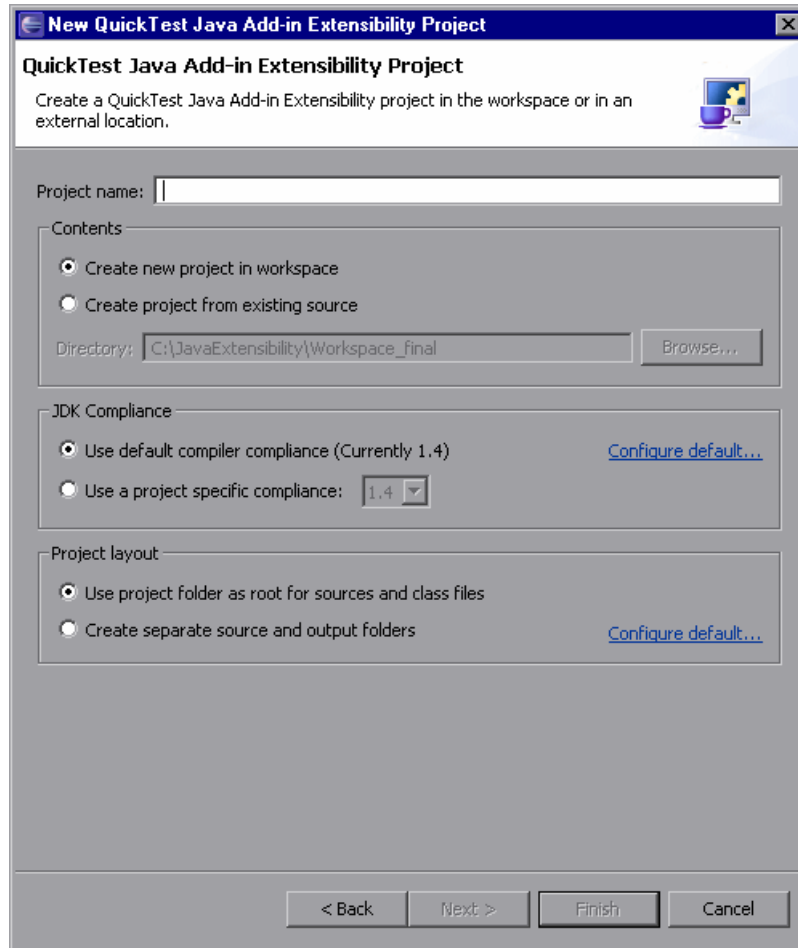 New QuickTest Java Add-in Extensibility Project
QuickTest Java Add-in Extensibility Project
Create a QuickTest Java Add-in Extensibility project in the workspace or in an
external location.
Project name:
Contents
Create new project in workspace
Create project from existing source
Directory: C:\JavaExtensibility\Workspace_final Browse...
JDK Compliance
Use default compiler compliance (Currently 1.4) Configure default...
Use a project specific compliance: 1.4
Project layout
Use project folder as root for sources and class files
Create separate source and output folders Configure default...
< Back Next > Finish Cancel